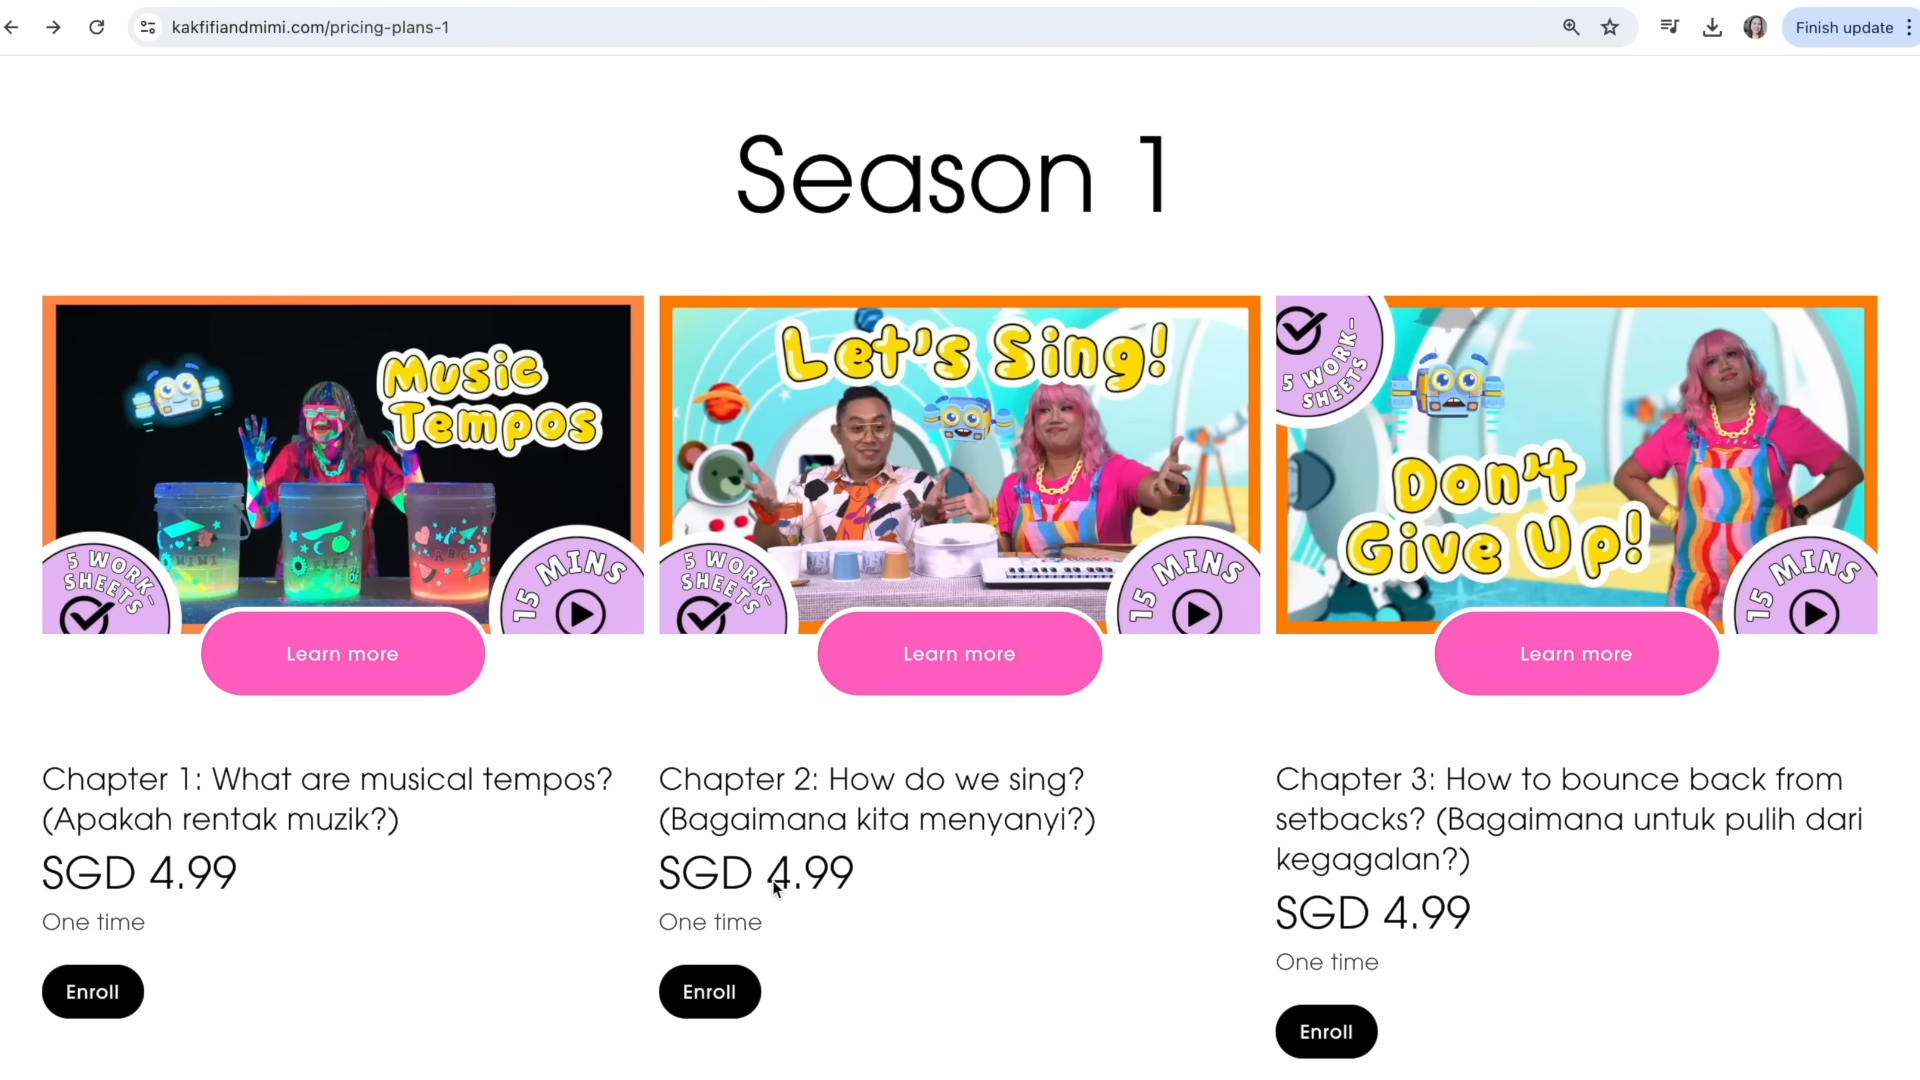 kakfifiandmimi.com/pricing-plans-1
Finish update
Season 1
Music
Tempos
5 WORK-
SHEETS
15 MINS
Learn more
Let's Sing!
5 WORK-
SHEETS
15 MINS
Learn more
5 WORK-
SHEETS
Don't
Give Up!
15 MINS
Learn more
Chapter 1: What are musical tempos?
(Apakah rentak muzik?)
SGD 4.99
One time
Enroll
Chapter 2: How do we sing?
(Bagaimana kita menyanyi?)
SGD 4.99
One time
Enroll
Chapter 3: How to bounce back from
setbacks? (Bagaimana untuk pulih dari
kegagalan?)
SGD 4.99
One time
Enroll